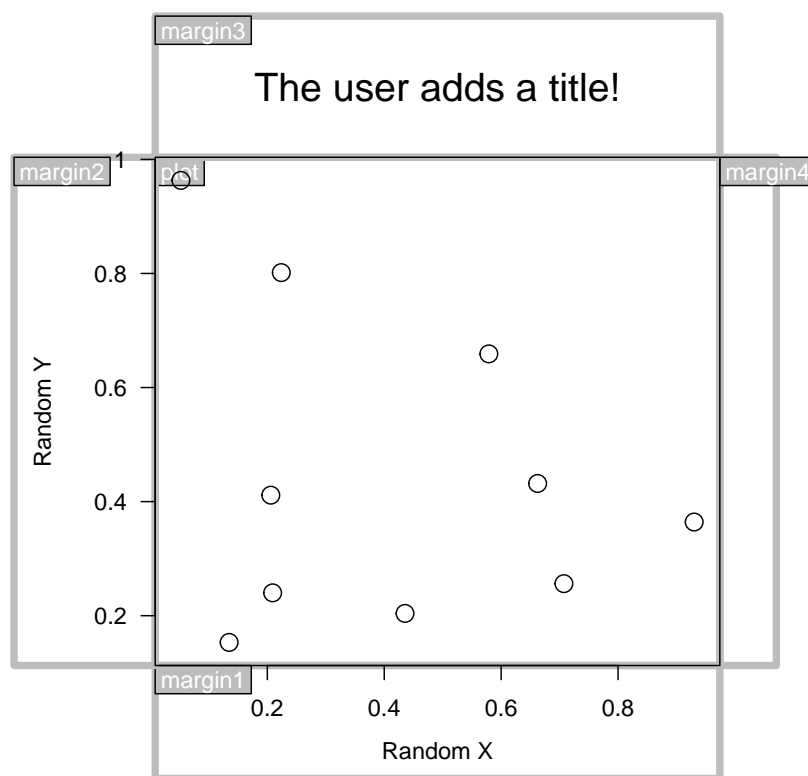 margin3
The user adds a title!
margin2
1
plot
margin4
0.8
0.6
Random Y
0.4
0.2
margin1
0.2 0.4 0.6 0.8
Random X